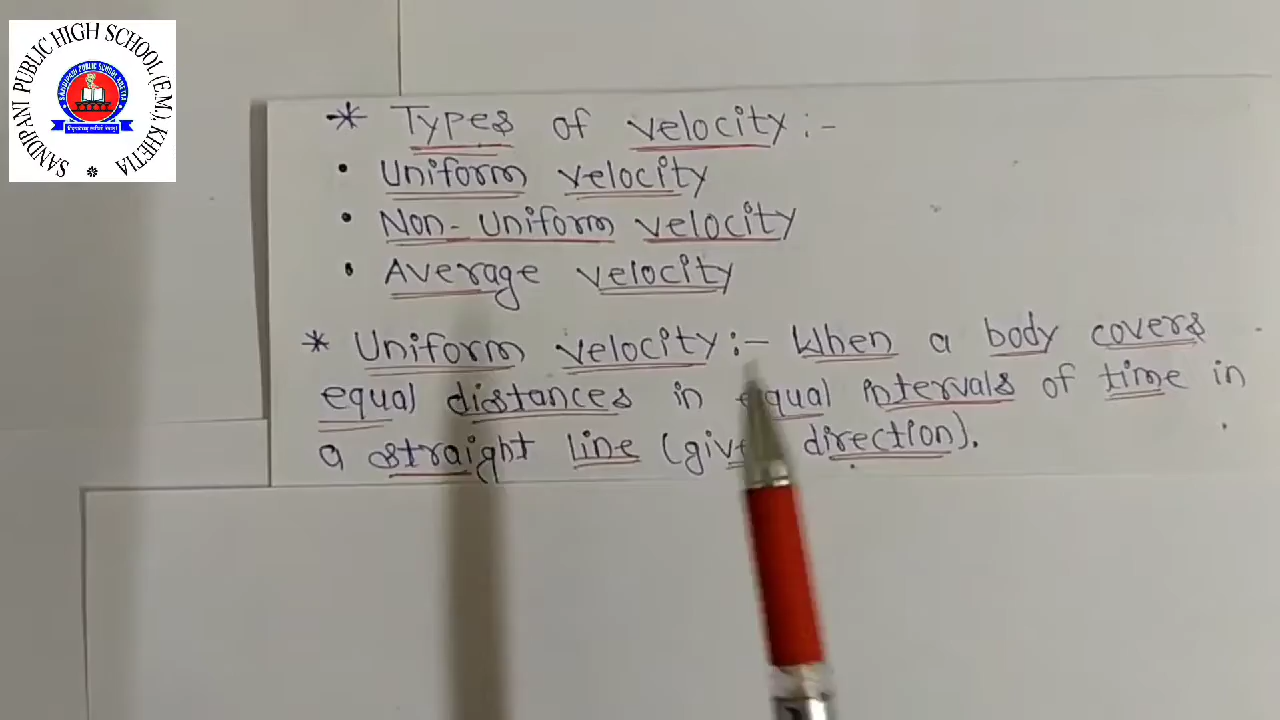 SANDIPANI PUBLIC HIGH SCHOOL (E.M.), KHETIA
* Types of velocity :-
• Uniform velocity
• Non-Uniform velocity
• Average velocity
* Uniform velocity :- When a body covers
equal distances in equal intervals of time in
a straight line (given direction).